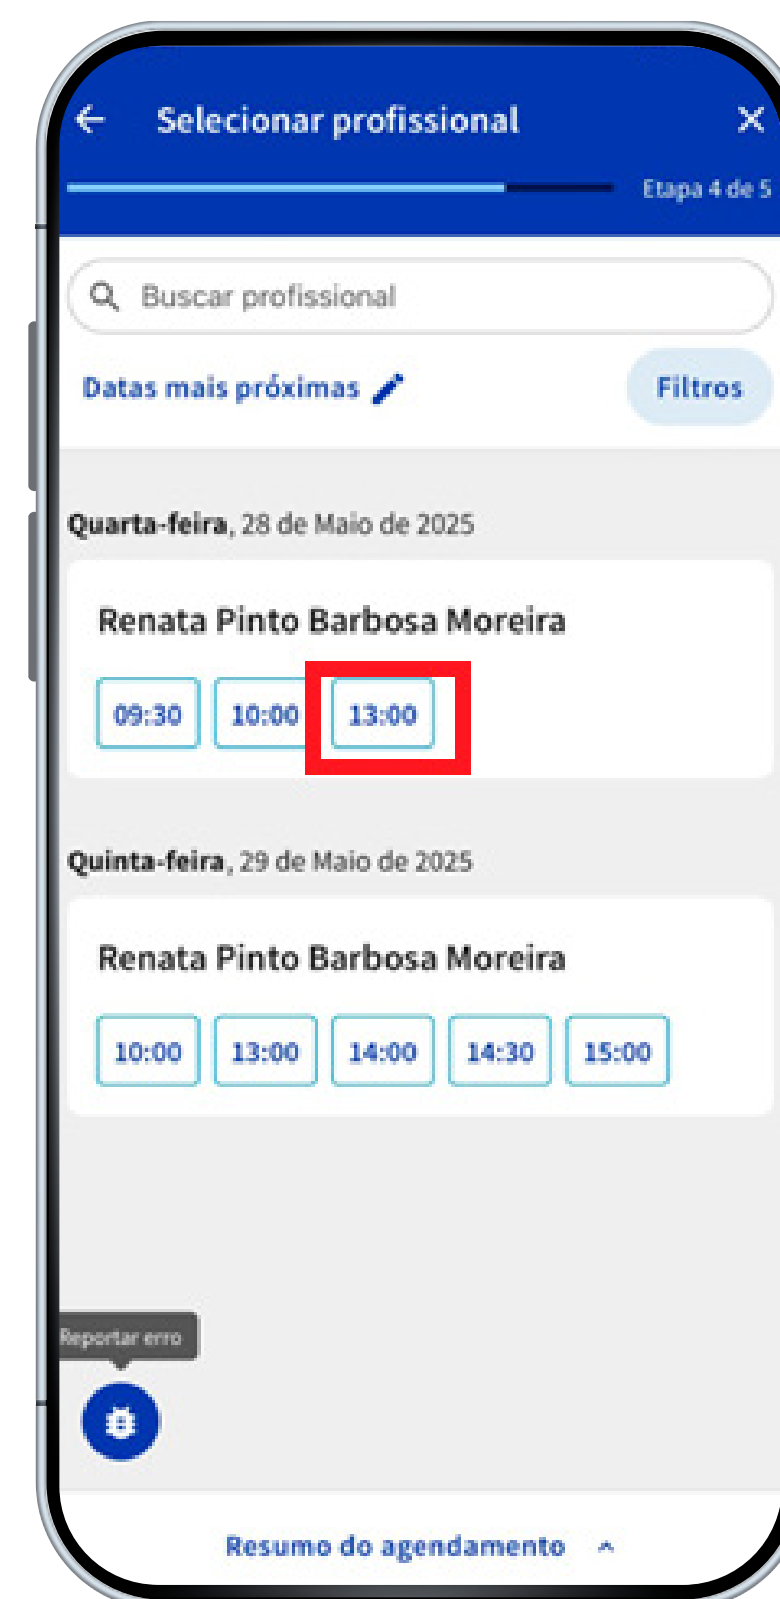 Selecionar profissional
Etapa 4 de 5
Buscar profissional
Datas mais próximas
Filtros
Quarta-feira, 28 de Maio de 2025
Renata Pinto Barbosa Moreira
09:30 10:00 13:00
Quinta-feira, 29 de Maio de 2025
Renata Pinto Barbosa Moreira
10:00 13:00 14:00 14:30 15:00
Reportar erro
Resumo do agendamento